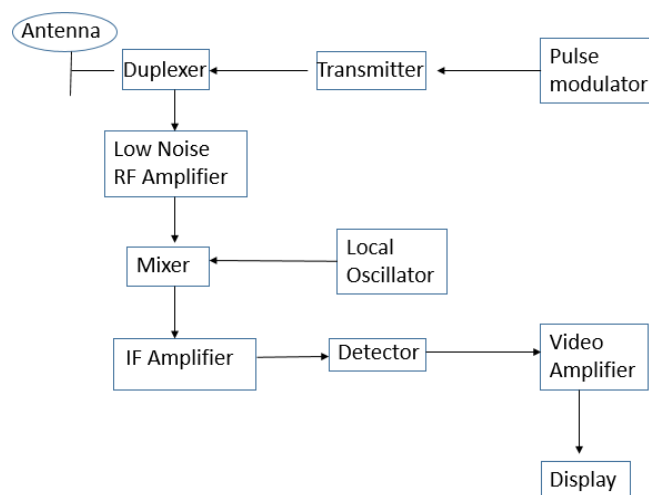 Antenna
Duplexer
Transmitter
Pulse
modulator
Low Noise
RF Amplifier
Mixer
Local
Oscillator
IF Amplifier
Detector
Video
Amplifier
Display